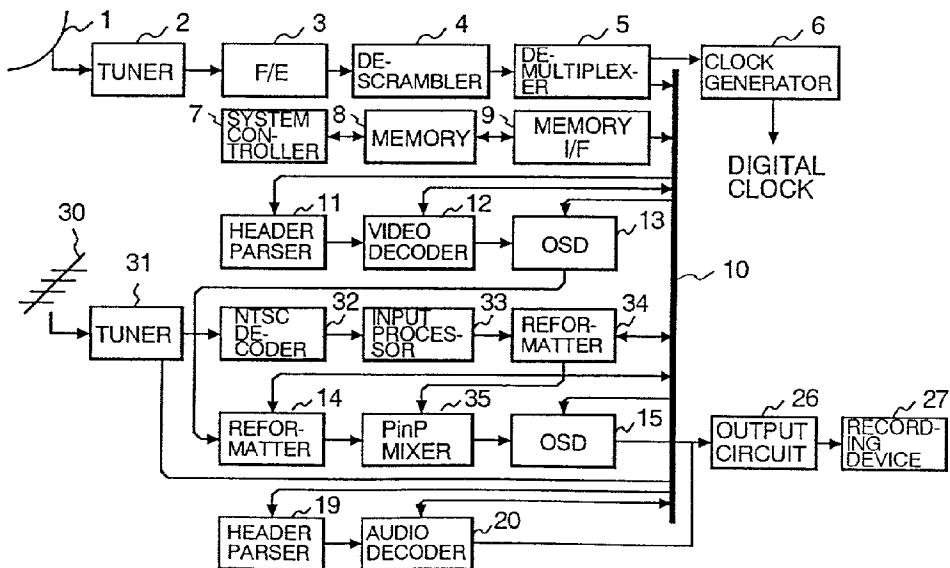 1
2
3
4
5
6
TUNER
F/E
DE-
SCRAMBLER
DE-
MULTIPLEX-
ER
CLOCK
GENERATOR
7
8
9
SYSTEM
CON-
TROLLER
MEMORY
MEMORY
I/F
DIGITAL
CLOCK
11
12
13
HEADER
PARSER
VIDEO
DECODER
OSD
10
30
31
32
33
34
TUNER
NTSC
DE-
CODER
INPUT
PROCES-
SOR
REFOR-
MATTER
14
35
15
26
27
REFOR-
MATTER
PinP
MIXER
OSD
OUTPUT
CIRCUIT
RECORD-
ING
DEVICE
19
20
HEADER
PARSER
AUDIO
DECODER